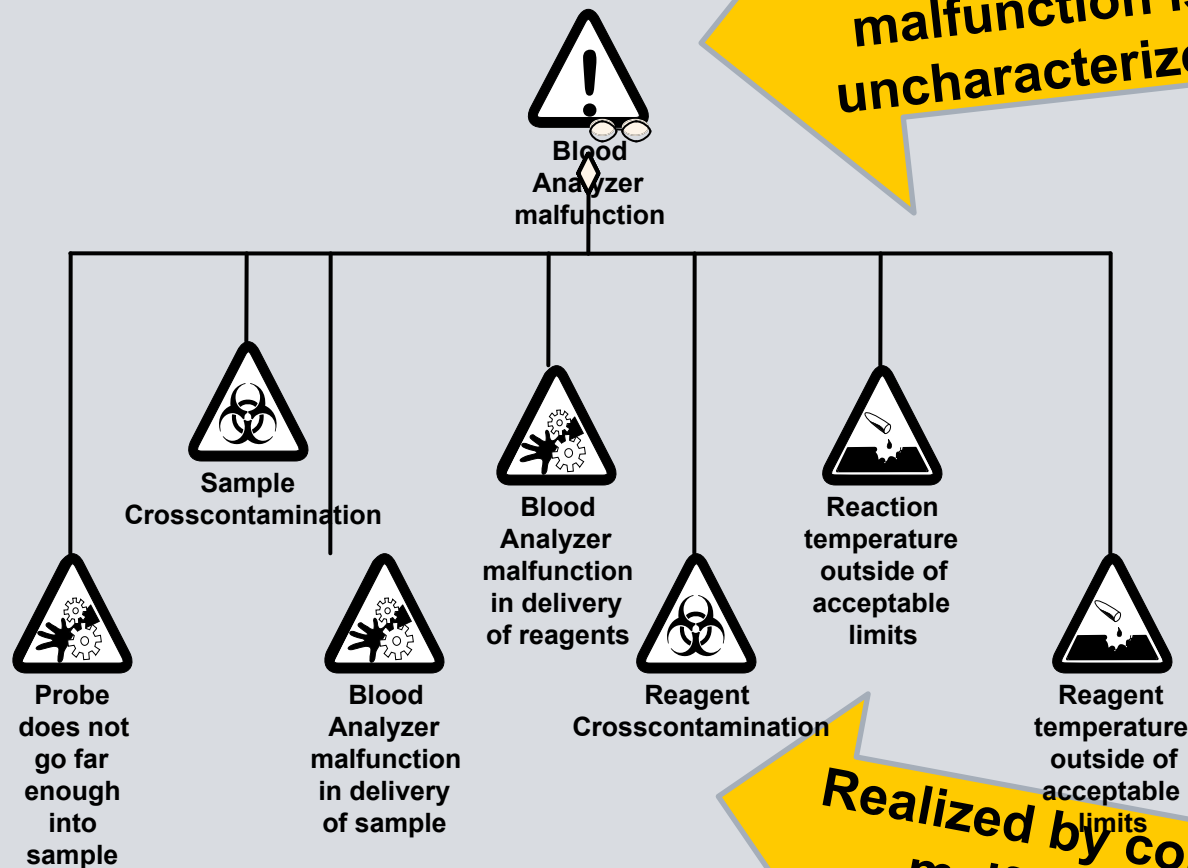 malfunction is
Blood
Analyzer
malfunction
Sample
Crosscontamination
Blood
Analyzer
malfunction
in delivery
of reagents
Reaction
temperature
outside of
acceptable
limits
Probe
does not
go far
enough
into
sample
Blood
Analyzer
malfunction
in delivery
of sample
Reagent
Crosscontamination
Reagent
temperature
outside of
acceptable
limits
Realized by